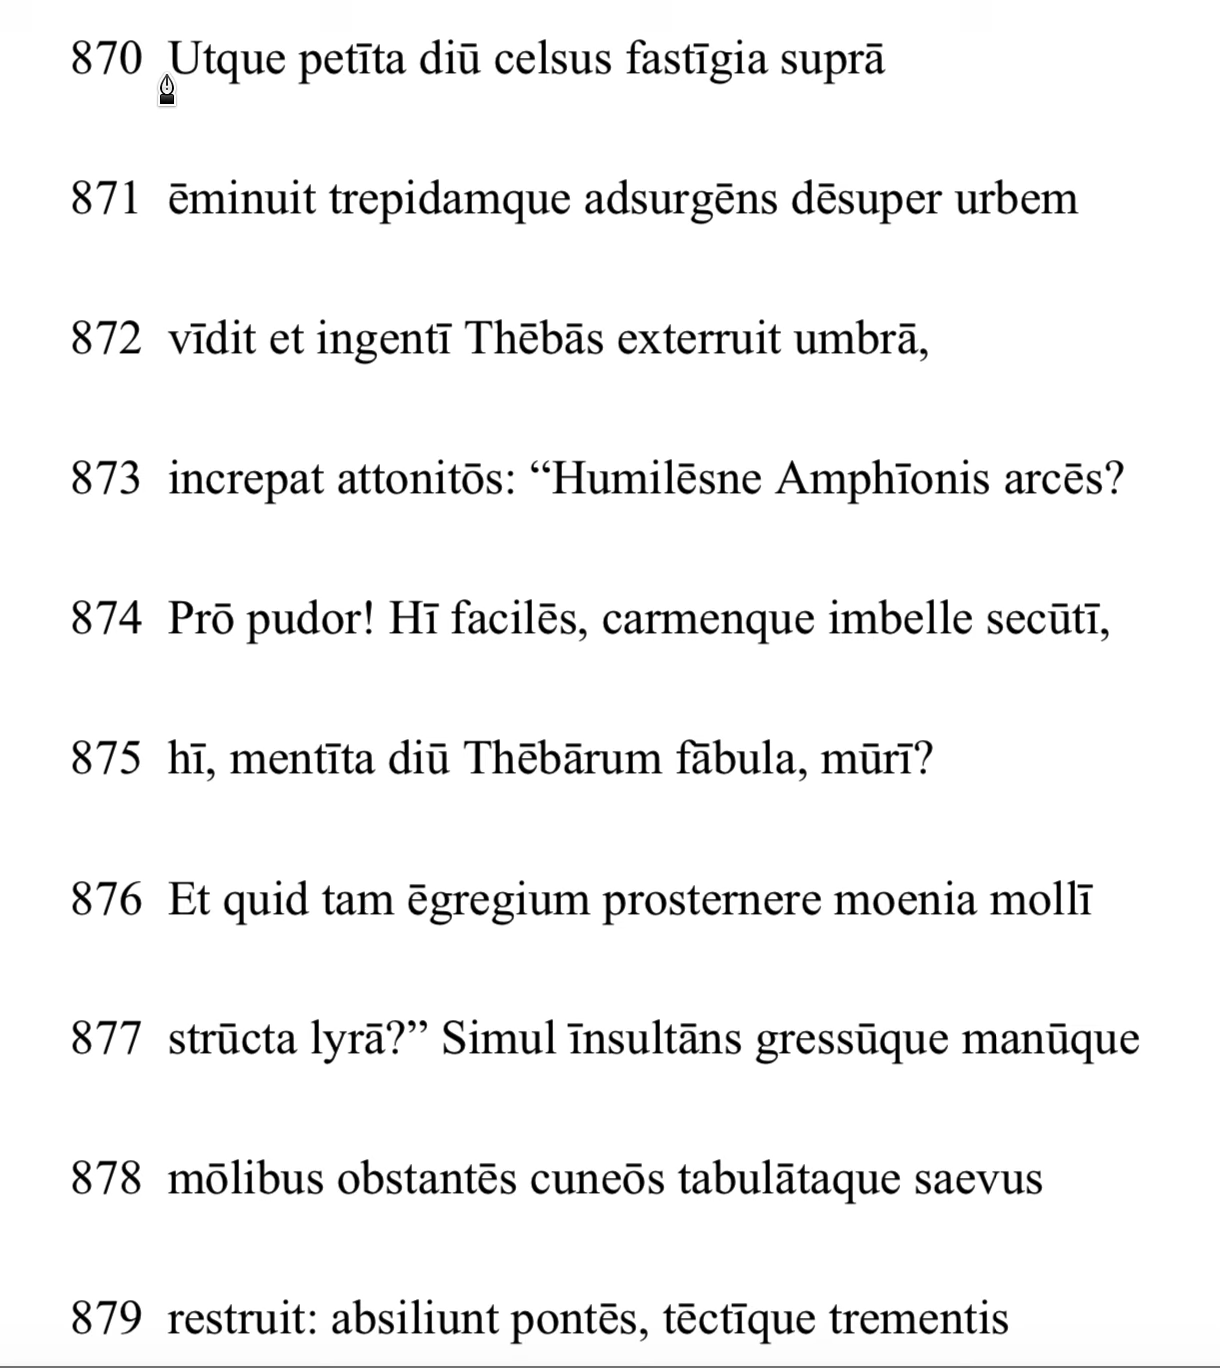 870 Utque petīta diū celsus fastīgia suprā
871 ēminuit trepidamque adsurgēns dēsuper urbem
872 vīdit et ingentī Thēbās exterruit umbrā,
873 increpat attonitōs: “Humilēsne Amphīonis arcēs?
874 Prō pudor! Hī facilēs, carmenque imbelle secūtī,
875 hī, mentīta diū Thēbārum fābula, mūrī?
876 Et quid tam ēgregium prosternere moenia mollī
877 strūcta lyrā?” Simul īnsultāns gressūque manūque
878 mōlibus obstantēs cuneōs tabulātaque saevus
879 restruit: absiliunt pontēs, tēctīque trementis